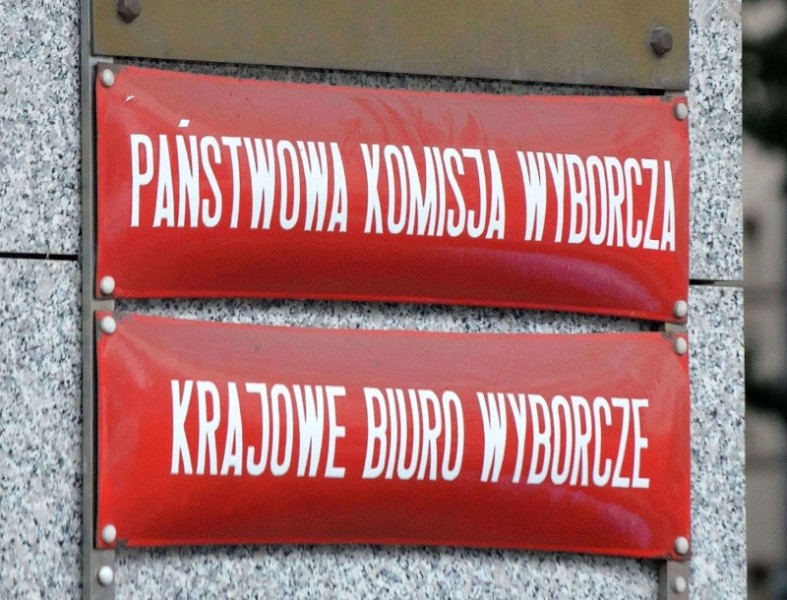 PAŃSTWOWA KOMISJA WYBORCZA
KRAJOWE BIURO WYBORCZE